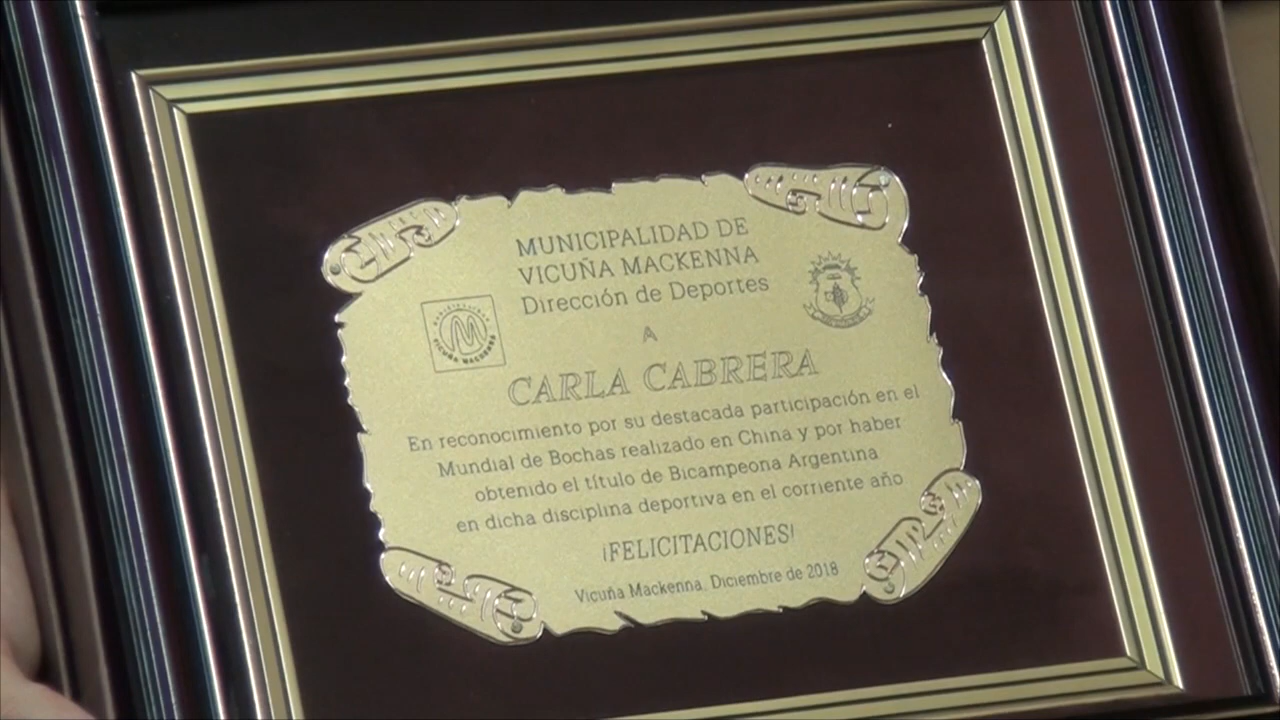 MUNICIPALIDAD DE
VICUÑA MACKENNA
Dirección de Deportes
M
VICUÑA MACKENNA
A
CARLA CABRERA
En reconocimiento por su destacada participación en el
Mundial de Bochas realizado en China y por haber
obtenido el título de Bicampeona Argentina
en dicha disciplina deportiva en el corriente año
¡FELICITACIONES!
Vicuña Mackenna, Diciembre de 2018